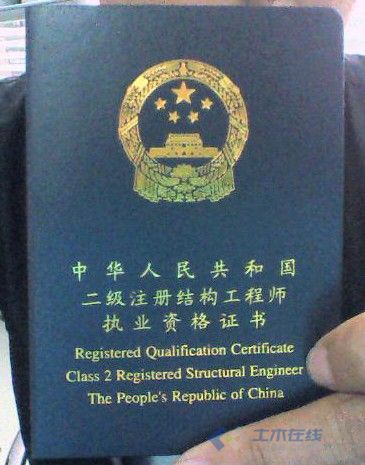 中华人民共和国
二级注册结构工程师
执业资格证书
Registered Qualification Certificate
Class 2 Registered Structural Engineer
The People's Republic of China
土木在线